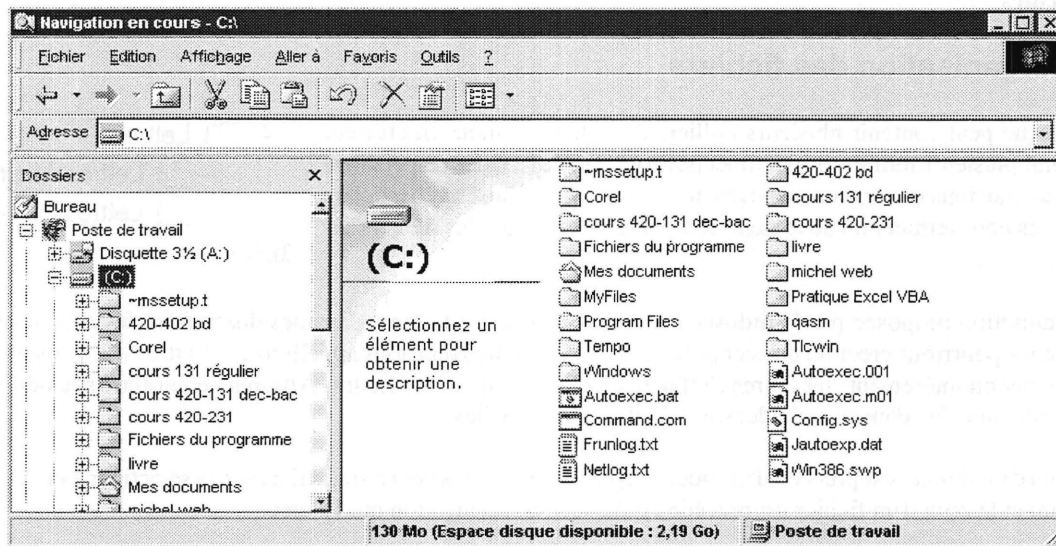 Navigation en cours - C:\
Fichier Edition Affichage Aller à Favoris Outils ?
Adresse C:\
Dossiers
Bureau
Poste de travail
Disquette 3½ (A:)
(C:)
~mssetup.t
420-402 bd
Corel
cours 131 régulier
cours 420-131 dec-bac
cours 420-231
Fichiers du programme
livre
Mes documents
michel web
(C:)
Sélectionnez un
élément pour
obtenir une
description.
~mssetup.t
Corel
cours 420-131 dec-bac
Fichiers du programme
Mes documents
MyFiles
Program Files
Tempo
Windows
Autoexec.bat
Command.com
Frunlog.txt
Netlog.txt
420-402 bd
cours 131 régulier
cours 420-231
livre
michel web
Pratique Excel VBA
qasm
Tlcwin
Autoexec.001
Autoexec.m01
Config.sys
Jautoexp.dat
Win386.swp
130 Mo (Espace disque disponible : 2,19 Go)
Poste de travail